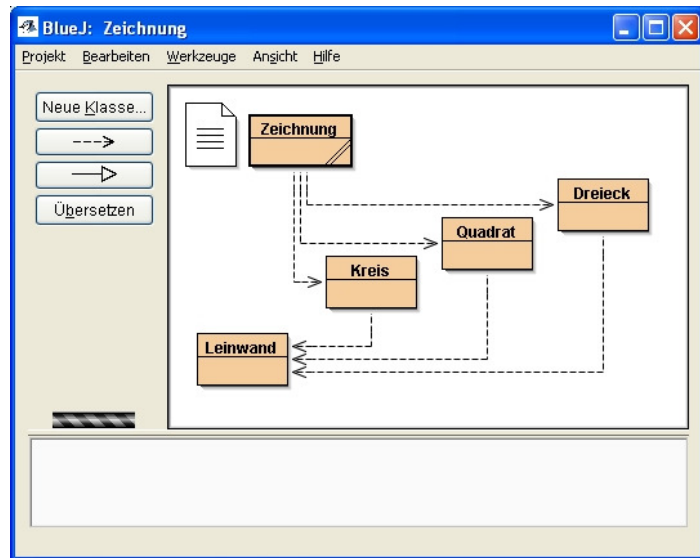 BlueJ: Zeichnung
Projekt Bearbeiten Werkzeuge Ansicht Hilfe
Neue Klasse...
Übersetzen
Zeichnung
Dreieck
Quadrat
Kreis
Leinwand